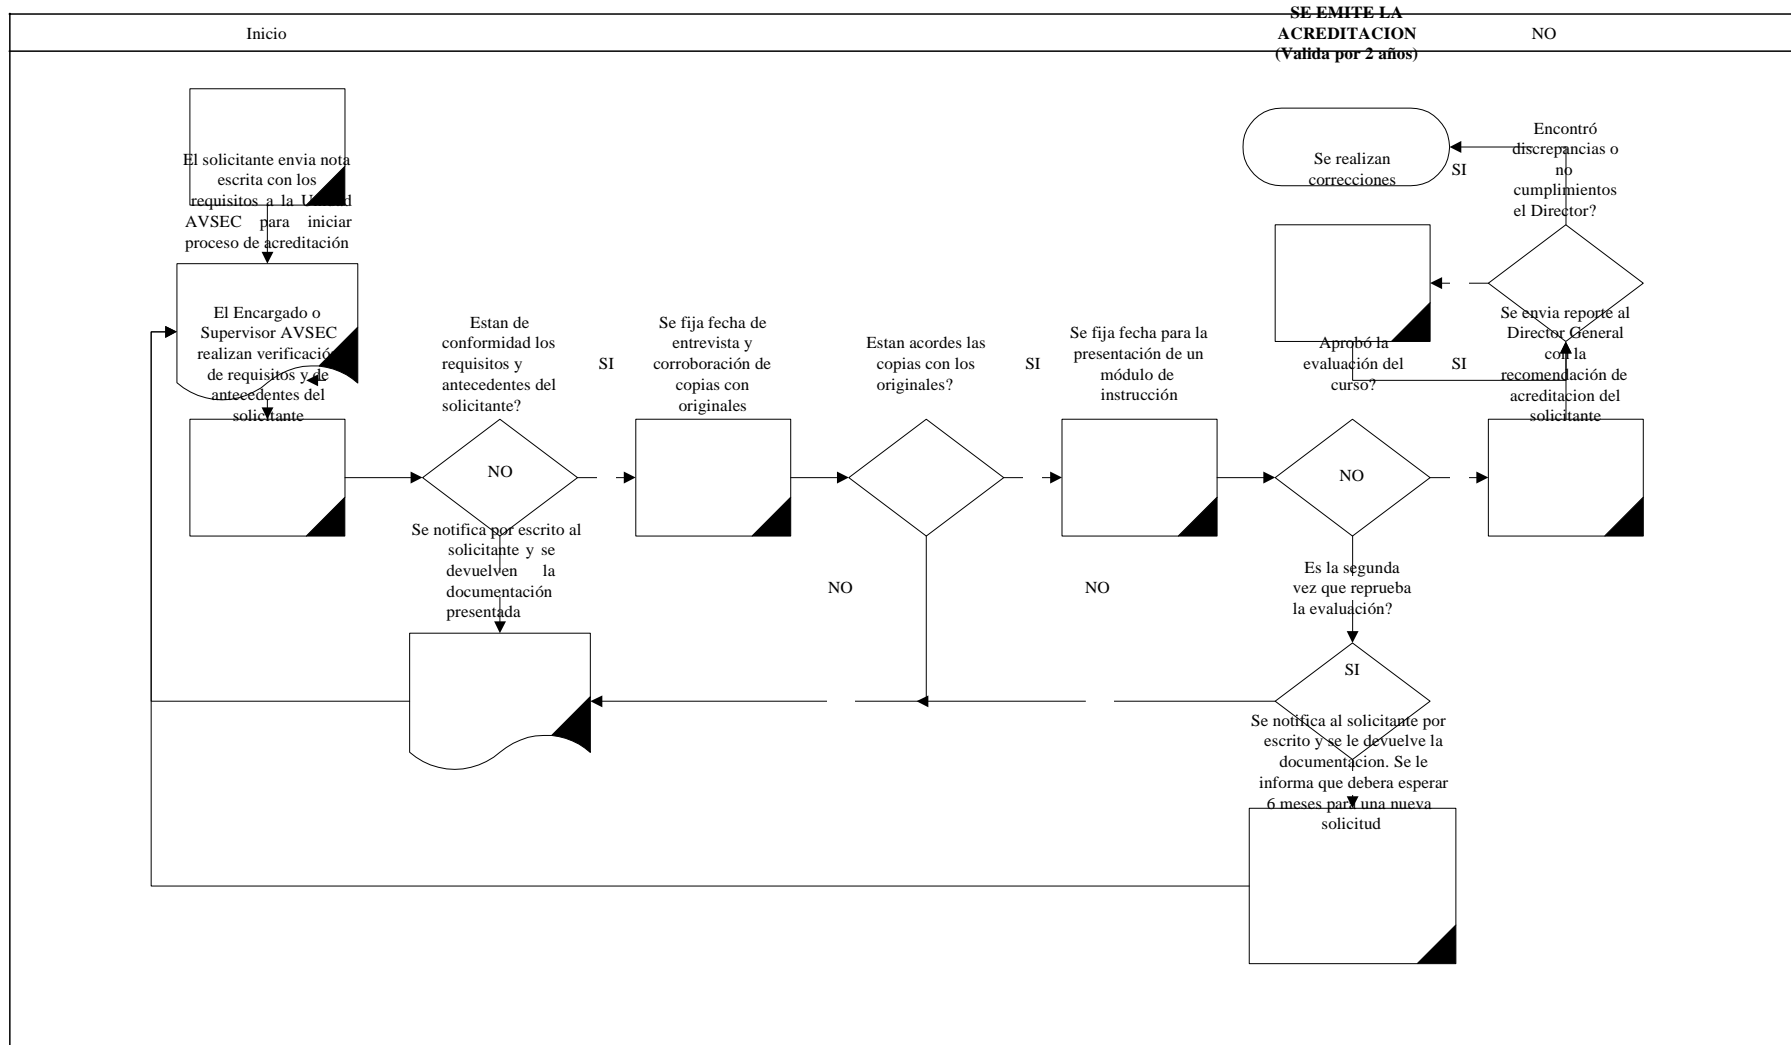 Inicio
SE EMITE LA
ACREDITACION
(Valida por 2 años)
NO
El solicitante envia nota
escrita con los
requisitos a la Unidad
AVSEC para iniciar
proceso de acreditación
Se realizan
correcciones
SI
Encontró
discrepancias o
no
cumplimientos
el Director?
El Encargado o
Supervisor AVSEC
realizan verificación
de requisitos y de
antecedentes del
solicitante
Estan de
conformidad los
requisitos y
antecedentes del
solicitante?
SI
Se fija fecha de
entrevista y
corroboración de
copias con
originales
Estan acordes las
copias con los
originales?
SI
Se fija fecha para la
presentación de un
módulo de
instrucción
Aprobó la
evaluación del
curso?
SI
Se envia reporte al
Director General
con la
recomendación de
acreditacion del
solicitante
NO
NO
Se notifica por escrito al
solicitante y se
devuelven la
documentación
presentada
NO
NO
Es la segunda
vez que reprueba
la evaluación?
SI
Se notifica al solicitante por
escrito y se le devuelve la
documentacion. Se le
informa que debera esperar
6 meses para una nueva
solicitud